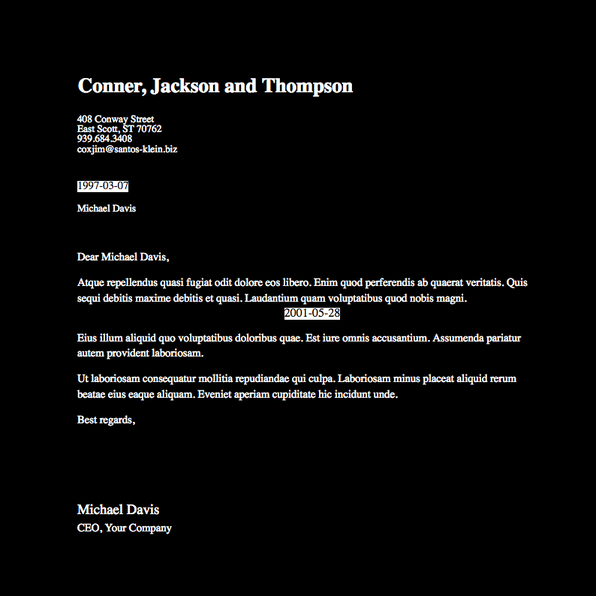 Conner, Jackson and Thompson
408 Conway Street
East Scott, ST 70762
939.684.3408
coxjim@santos-klein.biz
1997-03-07
Michael Davis
Dear Michael Davis,
Atque repellendus quasi fugiat odit dolore eos libero. Enim quod perferendis ab quaerat veritatis. Quis
sequi debitis maxime debitis et quasi. Laudantium quam voluptatibus quod nobis magni.
2001-05-28
Eius illum aliquid quo voluptatibus doloribus quae. Est iure omnis accusantium. Assumenda pariatur
autem provident laboriosam.
Ut laboriosam consequatur mollitia repudiandae qui culpa. Laboriosam minus placeat aliquid rerum
beatae eius eaque aliquam. Eveniet aperiam cupiditate hic incidunt unde.
Best regards,
Michael Davis
CEO, Your Company